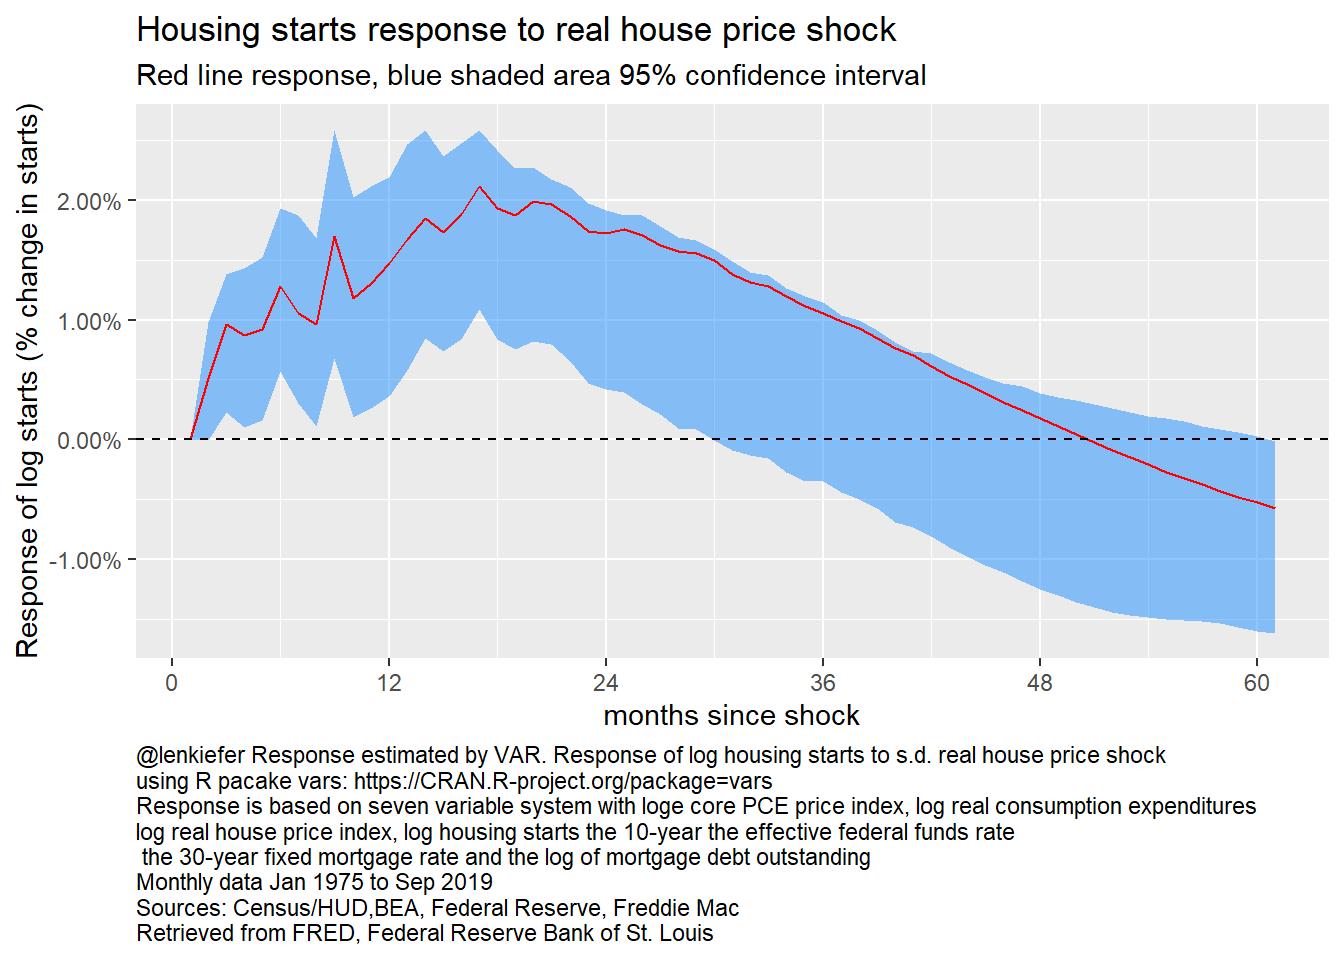 Housing starts response to real house price shock
Red line response, blue shaded area 95% confidence interval
Response of log starts (% change in starts)
2.00%
1.00%
0.00%
-1.00%
0 12 24 36 48 60
months since shock
@lenkiefer Response estimated by VAR. Response of log housing starts to s.d. real house price shock
using R pacake vars: https://CRAN.R-project.org/package=vars
Response is based on seven variable system with loge core PCE price index, log real consumption expenditures
log real house price index, log housing starts the 10-year the effective federal funds rate
the 30-year fixed mortgage rate and the log of mortgage debt outstanding
Monthly data Jan 1975 to Sep 2019
Sources: Census/HUD,BEA, Federal Reserve, Freddie Mac
Retrieved from FRED, Federal Reserve Bank of St. Louis